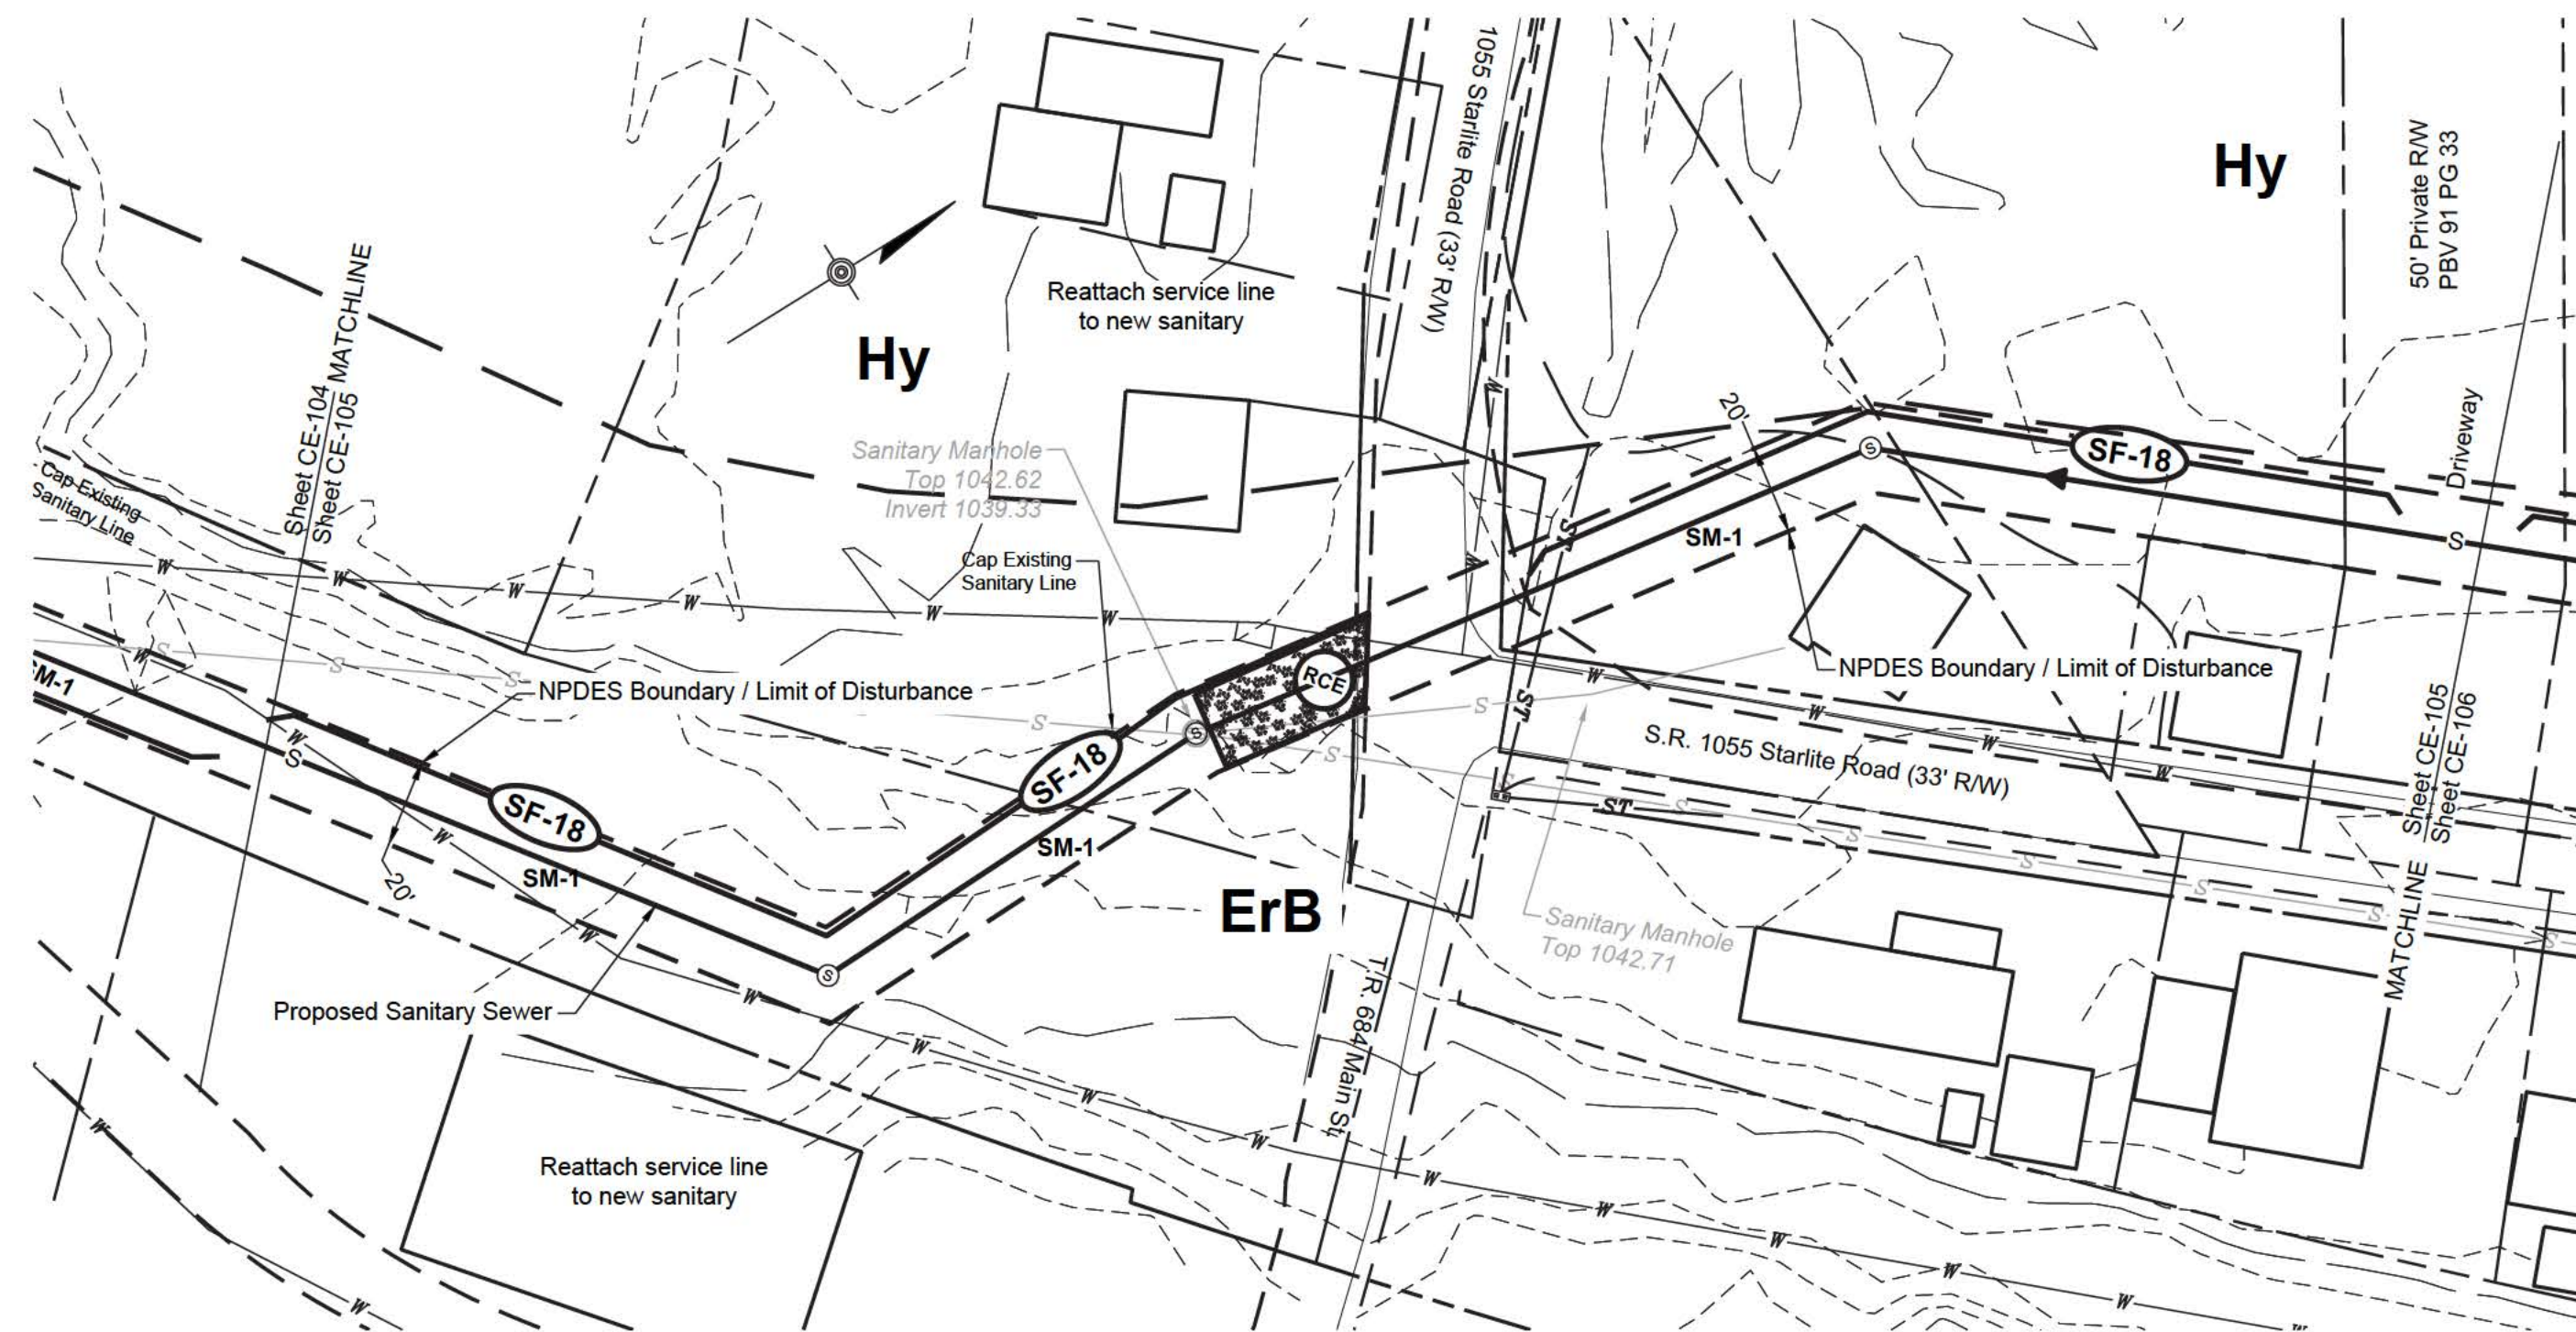 1055 Starlite Road (33' R/W)
Hy
50' Private R/W
PBV 91 PG 33
Sheet CE-104
Sheet CE-105
MATCHLINE
Reattach service line
to new sanitary
Hy
Sanitary Manhole
Top 1042.62
Invert 1039.33
Cap Existing
Sanitary Line
Cap Existing
Sanitary Line
20'
SF-18
Driveway
SM-1
S
S
ST
W
W
W
W
W
W
W
W
SM-1
W
S
S
S
S
NPDES Boundary / Limit of Disturbance
RCE
S
S
S
S
ST
NPDES Boundary / Limit of Disturbance
W
W
W
W
S.R. 1055 Starlite Road (33' R/W)
Sheet CE-105
Sheet CE-106
MATCHLINE
W
S
SF-18
SF-18
20'
SM-1
SM-1
W
W
W
S
ST
S
S
S
S
S
S
S
ErB
Sanitary Manhole
Top 1042.71
T.R. 684 Main St.
Proposed Sanitary Sewer
S
W
W
W
W
W
W
W
W
W
W
W
Reattach service line
to new sanitary